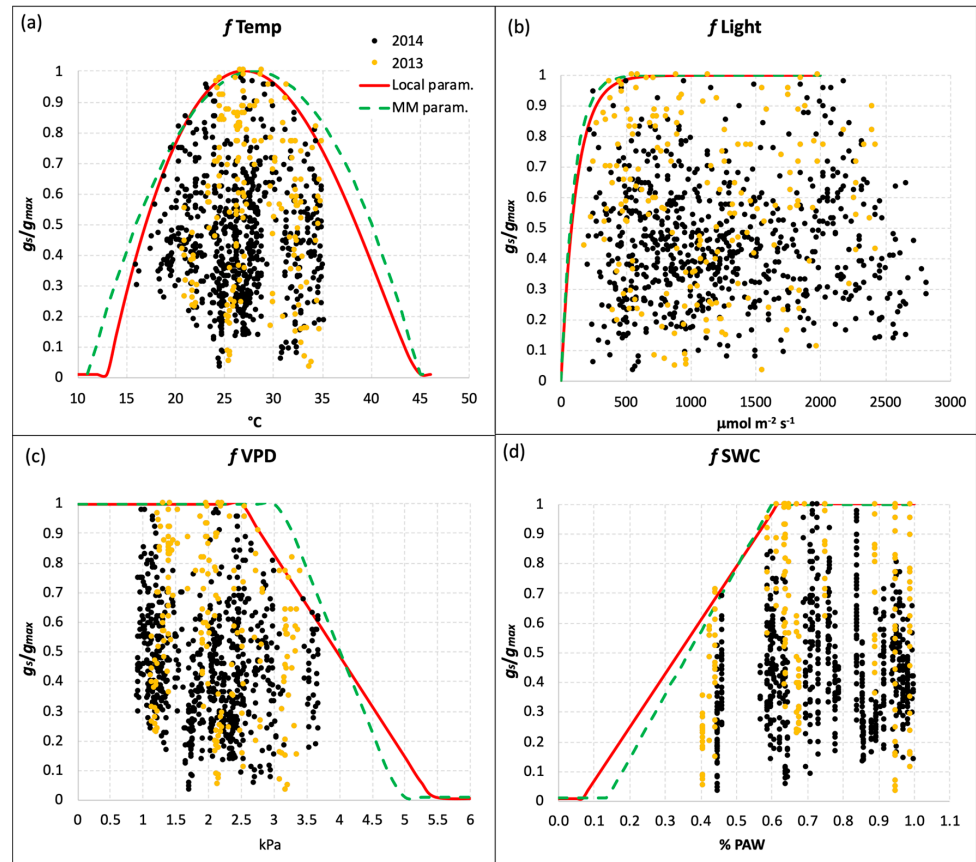 (a)
f Temp
2014
2013
Local param.
MM param.
gs/gmax
1
0.9
0.8
0.7
0.6
0.5
0.4
0.3
0.2
0.1
0
10 15 20 25 30 35 40 45 50
°C
(b)
f Light
gs/gmax
1
0.9
0.8
0.7
0.6
0.5
0.4
0.3
0.2
0.1
0
0 500 1000 1500 2000 2500 3000
μmol m⁻² s⁻¹
(c)
f VPD
gs/gmax
1
0.9
0.8
0.7
0.6
0.5
0.4
0.3
0.2
0.1
0
0 0.5 1 1.5 2 2.5 3 3.5 4 4.5 5 5.5 6
kPa
(d)
f SWC
gs/gmax
1
0.9
0.8
0.7
0.6
0.5
0.4
0.3
0.2
0.1
0
0.0 0.1 0.2 0.3 0.4 0.5 0.6 0.7 0.8 0.9 1.0
% PAW